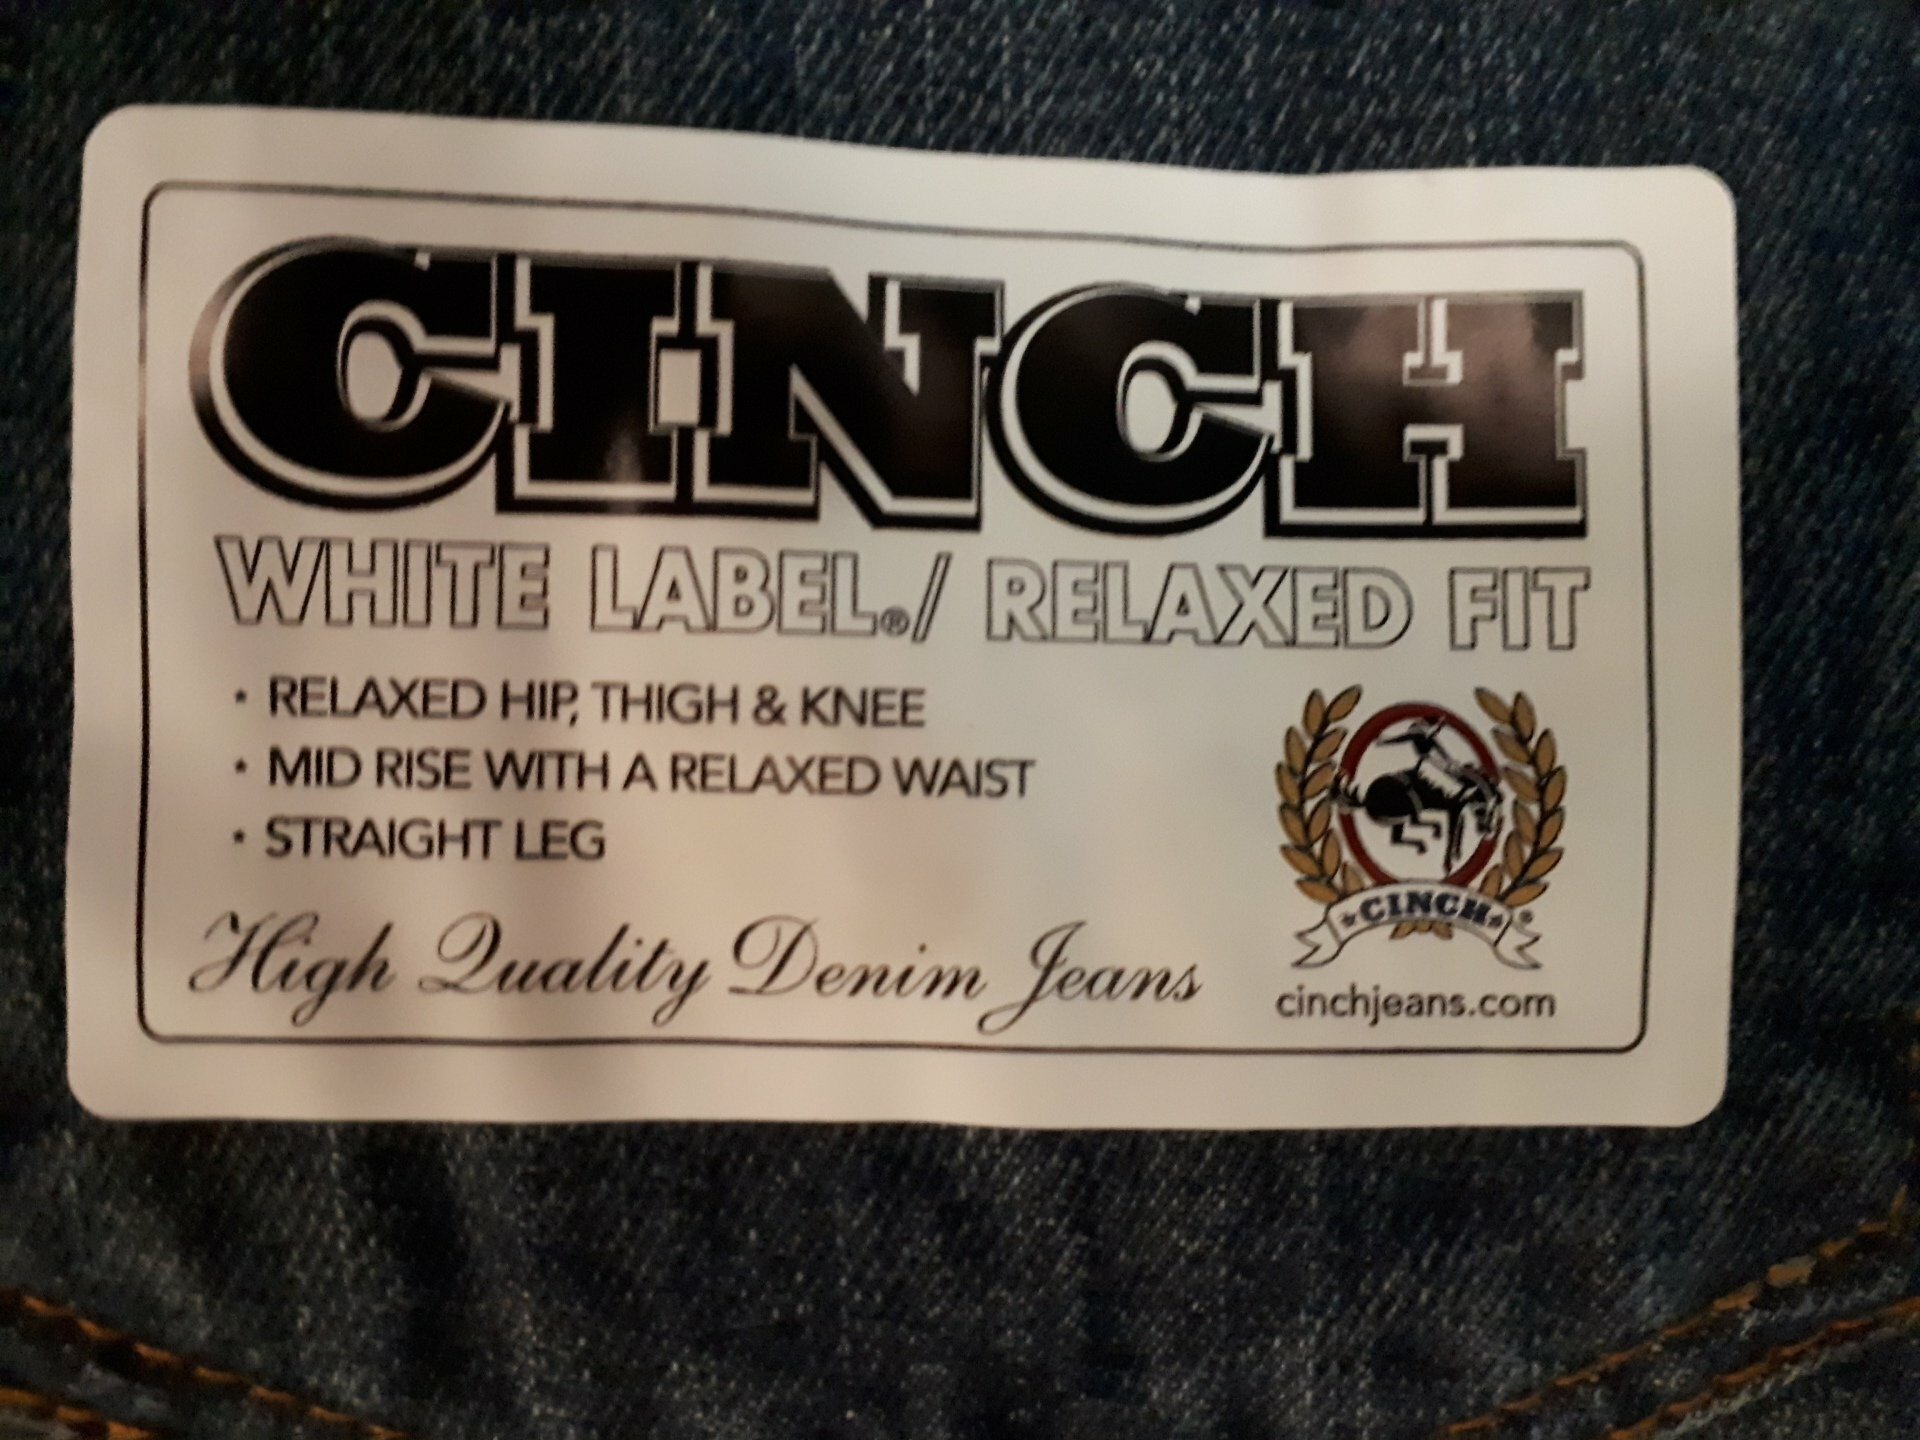 CINCH
WHITE LABEL®/ RELAXED FIT
• RELAXED HIP, THIGH & KNEE
• MID RISE WITH A RELAXED WAIST
• STRAIGHT LEG
High Quality Denim Jeans
CINCH
cinchjeans.com